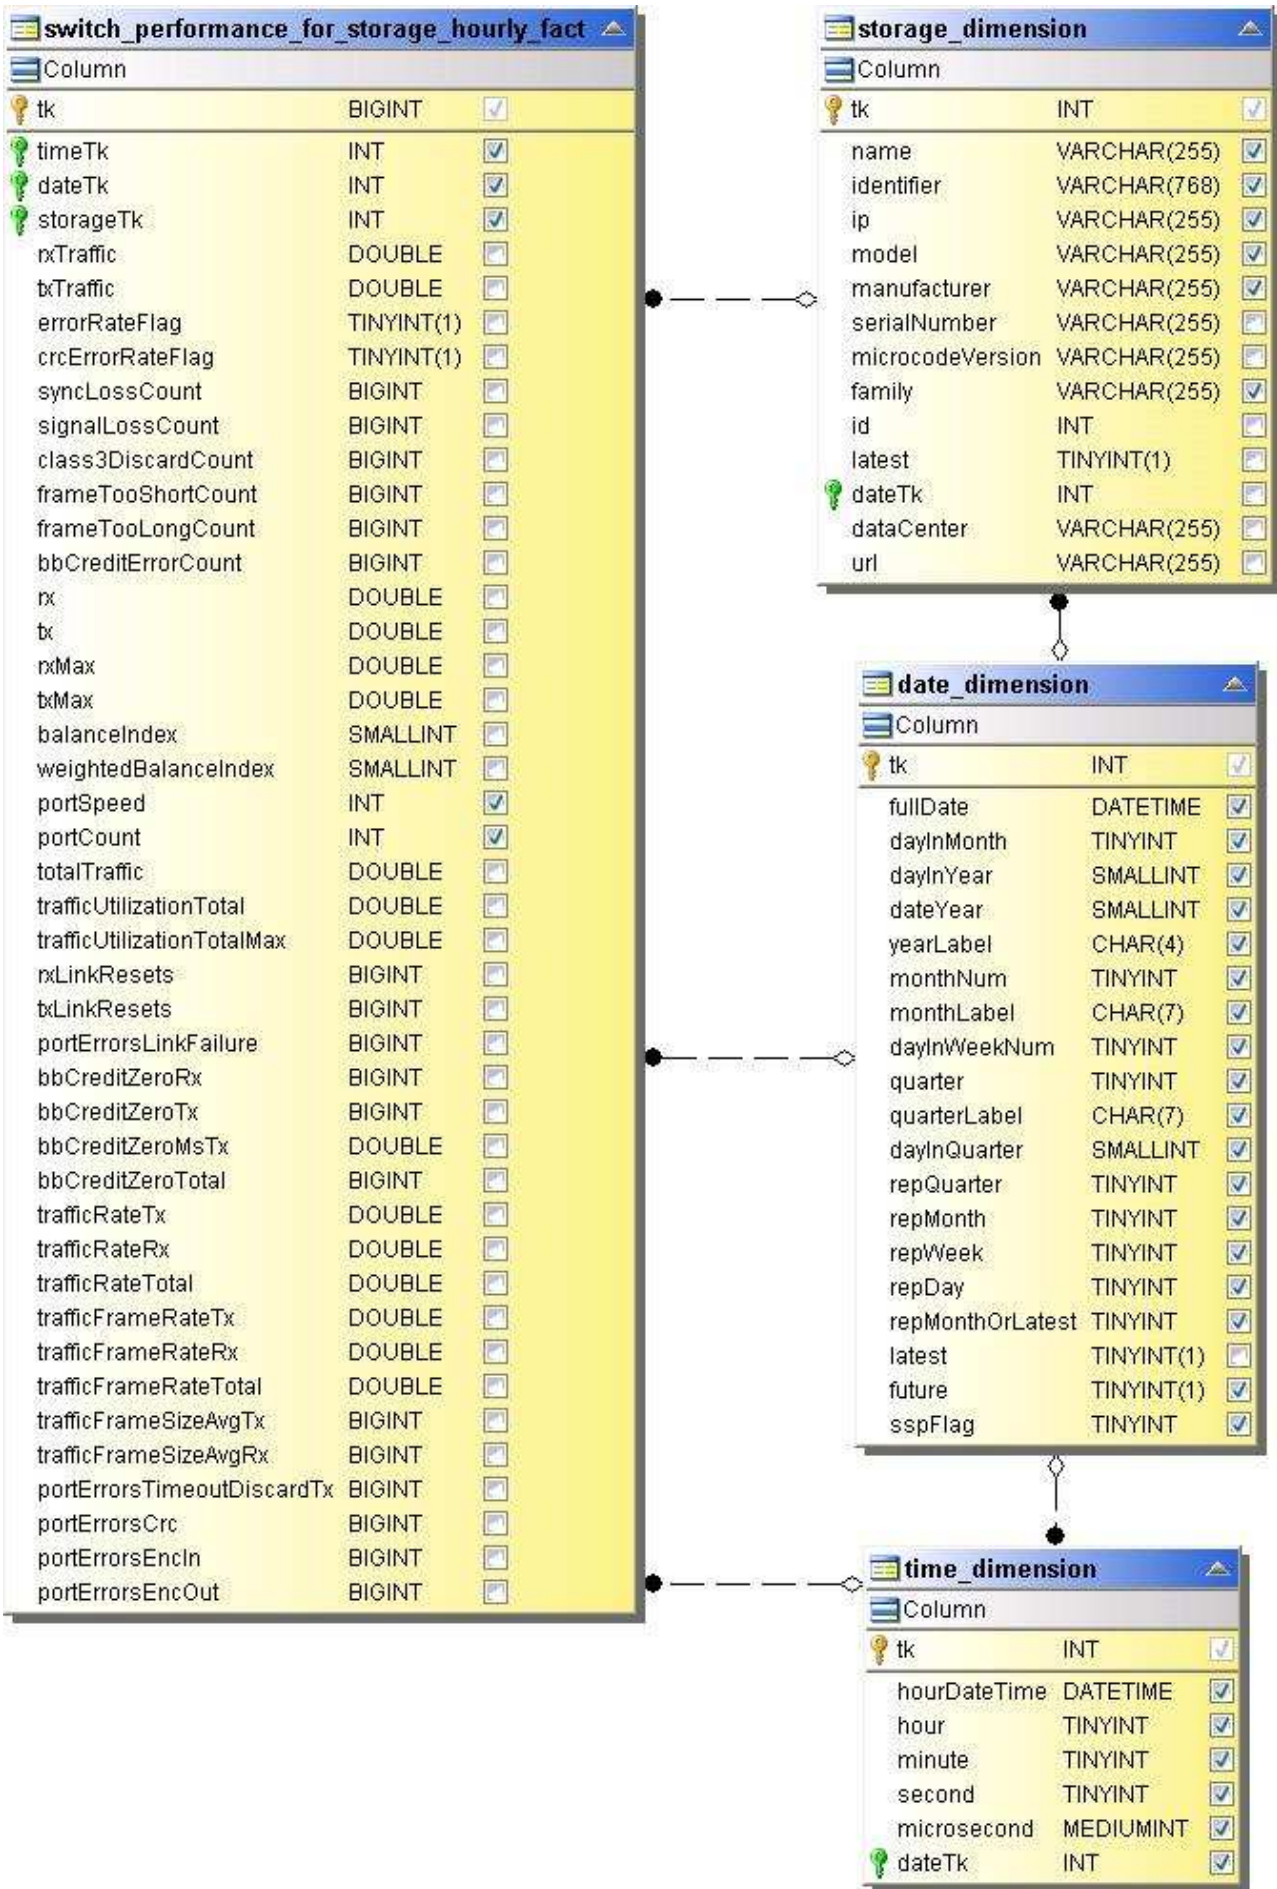 switch_performance_for_storage_hourly_fact
Column
tk BIGINT
timeTk INT
dateTk INT
storageTk INT
rxTraffic DOUBLE
txTraffic DOUBLE
errorRateFlag TINYINT(1)
crcErrorRateFlag TINYINT(1)
syncLossCount BIGINT
signalLossCount BIGINT
class3DiscardCount BIGINT
frameTooShortCount BIGINT
frameTooLongCount BIGINT
bbCreditErrorCount BIGINT
rx DOUBLE
tx DOUBLE
rxMax DOUBLE
txMax DOUBLE
balanceIndex SMALLINT
weightedBalanceIndex SMALLINT
portSpeed INT
portCount INT
totalTraffic DOUBLE
trafficUtilizationTotal DOUBLE
trafficUtilizationTotalMax DOUBLE
rxLinkResets BIGINT
txLinkResets BIGINT
portErrorsLinkFailure BIGINT
bbCreditZeroRx BIGINT
bbCreditZeroTx BIGINT
bbCreditZeroMsTx DOUBLE
bbCreditZeroTotal BIGINT
trafficRateTx DOUBLE
trafficRateRx DOUBLE
trafficRateTotal DOUBLE
trafficFrameRateTx DOUBLE
trafficFrameRateRx DOUBLE
trafficFrameRateTotal DOUBLE
trafficFrameSizeAvgTx BIGINT
trafficFrameSizeAvgRx BIGINT
portErrorsTimeoutDiscardTx BIGINT
portErrorsCrc BIGINT
portErrorsEncIn BIGINT
portErrorsEncOut BIGINT
storage_dimension
Column
tk INT
name VARCHAR(255)
identifier VARCHAR(768)
ip VARCHAR(255)
model VARCHAR(255)
manufacturer VARCHAR(255)
serialNumber VARCHAR(255)
microcodeVersion VARCHAR(255)
family VARCHAR(255)
id INT
latest TINYINT(1)
dateTk INT
dataCenter VARCHAR(255)
url VARCHAR(255)
date_dimension
Column
tk INT
fullDate DATETIME
dayInMonth TINYINT
dayInYear SMALLINT
dateYear SMALLINT
yearLabel CHAR(4)
monthNum TINYINT
monthLabel CHAR(7)
dayInWeekNum TINYINT
quarter TINYINT
quarterLabel CHAR(7)
dayInQuarter SMALLINT
repQuarter TINYINT
repMonth TINYINT
repWeek TINYINT
repDay TINYINT
repMonthOrLatest TINYINT
latest TINYINT(1)
future TINYINT(1)
sspFlag TINYINT
time_dimension
Column
tk INT
hourDateTime DATETIME
hour TINYINT
minute TINYINT
second TINYINT
microsecond MEDIUMINT
dateTk INT